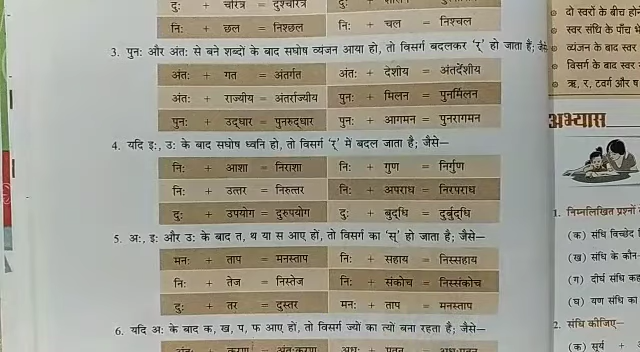 दुः + चरित्र = दुश्चरित्र
निः + छल = निश्छल निः + चल = निश्चल
3. पुनः और अंतः से बने शब्दों के बाद सघोष व्यंजन आया हो, तो विसर्ग बदलकर ‘र्’ हो जाता है;
अंतः + गत = अंतर्गत अंतः + देशीय = अंतर्देशीय
अंतः + राज्यीय = अंतर्राज्यीय पुनः + मिलन = पुनर्मिलन
पुनः + उद्धार = पुनरुद्धार पुनः + आगमन = पुनरागमन
4. यदि इः, उः के बाद सघोष ध्वनि हो, तो विसर्ग ‘र्’ में बदल जाता है; जैसे—
निः + आशा = निराशा निः + गुण = निर्गुण
निः + उत्तर = निरुत्तर निः + अपराध = निरपराध
दुः + उपयोग = दुरुपयोग दुः + बुद्धि = दुर्बुद्धि
5. अः, इः और उः के बाद त, थ या स आए हों, तो विसर्ग का ‘स्’ हो जाता है; जैसे—
मनः + ताप = मनस्ताप निः + सहाय = निस्सहाय
निः + तेज = निस्तेज निः + संकोच = निस्संकोच
दुः + तर = दुस्तर मनः + ताप = मनस्ताप
6. यदि अः के बाद क, ख, प, फ आए हों, तो विसर्ग ज्यों का त्यों बना रहता है; जैसे—
दो स्वरों के बीच
स्वर संधि के पाँच
व्यंजन के बाद स्वर
विसर्ग के बाद स्वर
ऋ, र, टवर्ग और ष
अभ्यास
1. निम्नलिखित प्रश्नों
(क) संधि विच्छेद
(ख) संधि के कौन
(ग) दीर्घ संधि
(घ) यण संधि का
2. संधि कीजिए—
(क) सूर्य +